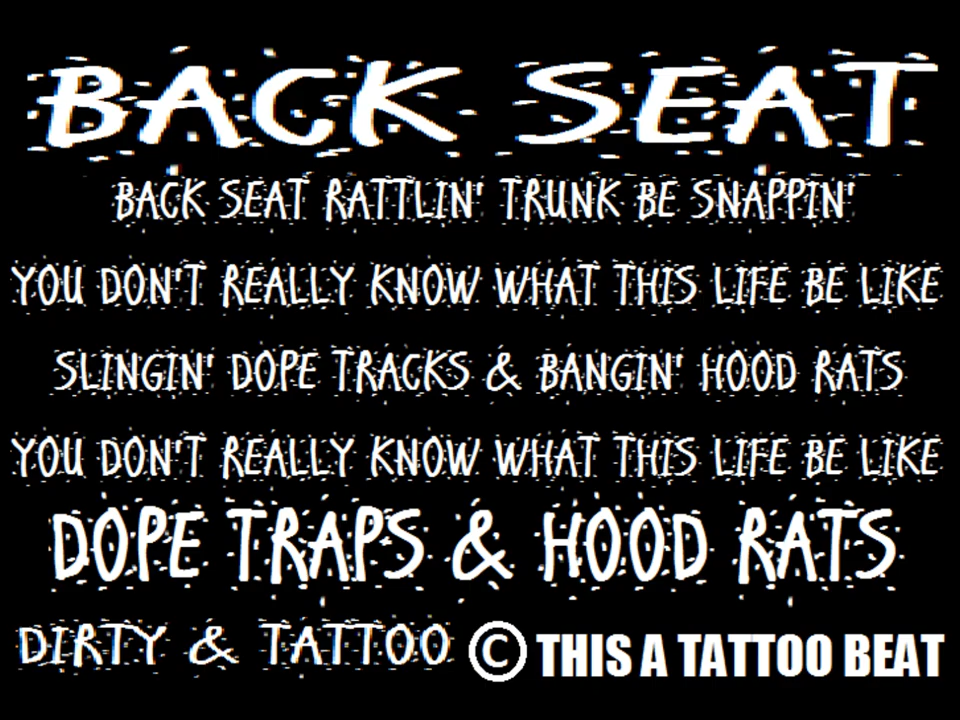 BACK SEAT
BACK SEAT RATTLIN' TRUNK BE SNAPPIN'
YOU DON'T REALLY KNOW WHAT THIS LIFE BE LIKE
SLINGIN' DOPE TRACKS & BANGIN' HOOD RATS
YOU DON'T REALLY KNOW WHAT THIS LIFE BE LIKE
DOPE TRAPS & HOOD RATS
DIRTY & TATTOO © THIS A TATTOO BEAT